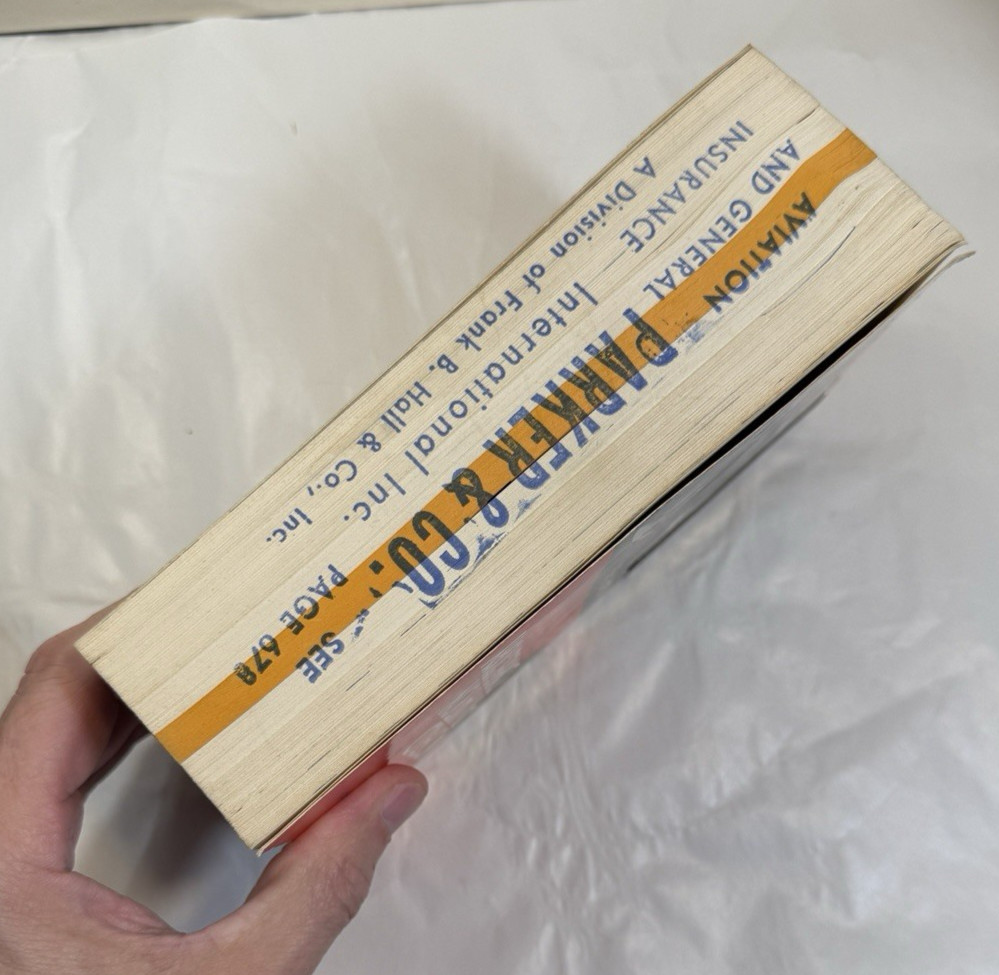 AVIATION
AND GENERAL
INSURANCE
PARKER & CO.
International Inc.
A Division of Frank B. Hall & Co., Inc.
SEE
PAGE 678